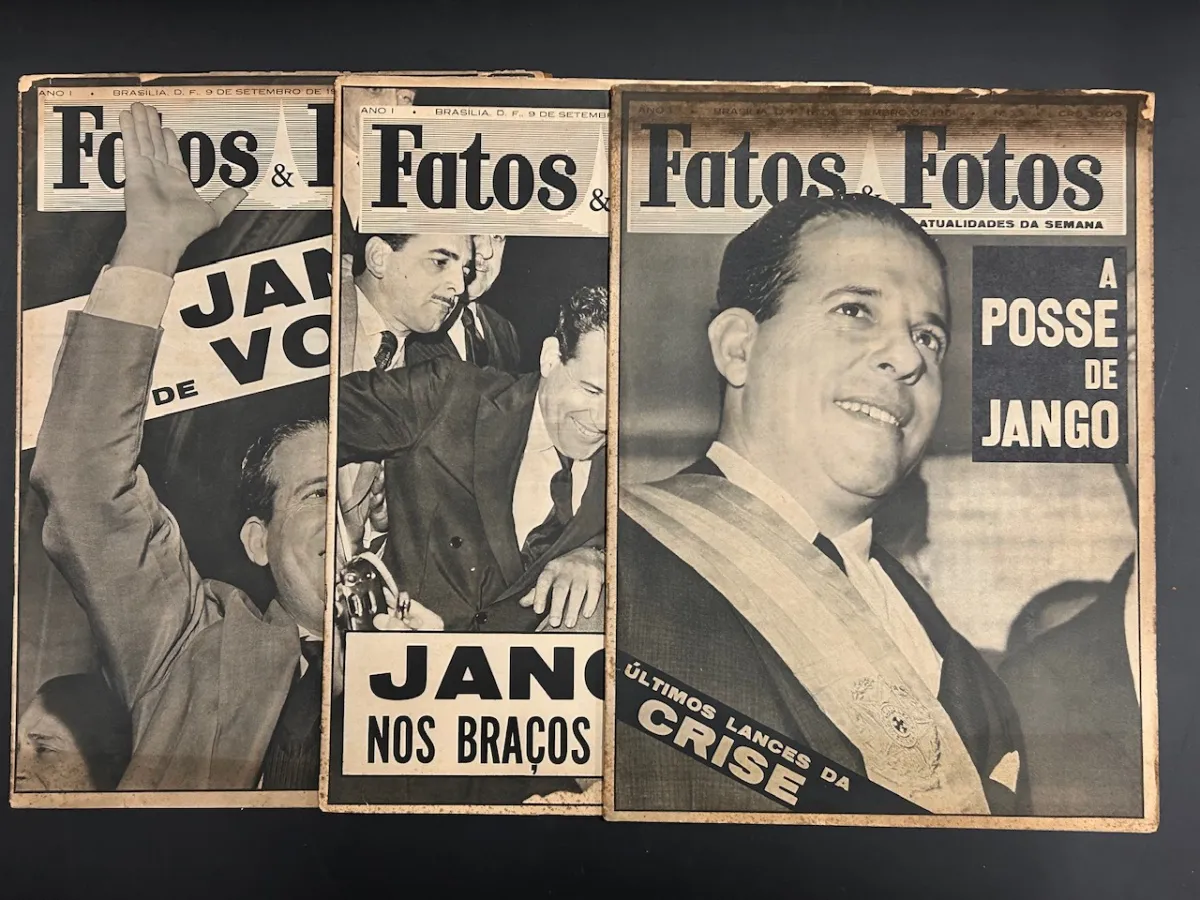 ANO I • BRASÍLIA, D. F., 9 DE SETEMBRO DE 19
Fatos &
JAN
DE VO
ANO I • BRASÍLIA, D. F., 9 DE SETEMB
Fatos &
JANG
NOS BRAÇOS
ANO I
Fatos & Fotos
ATUALIDADES DA SEMANA
A
POSSE
DE
JANGO
ÚLTIMOS LANCES DA
CRISE